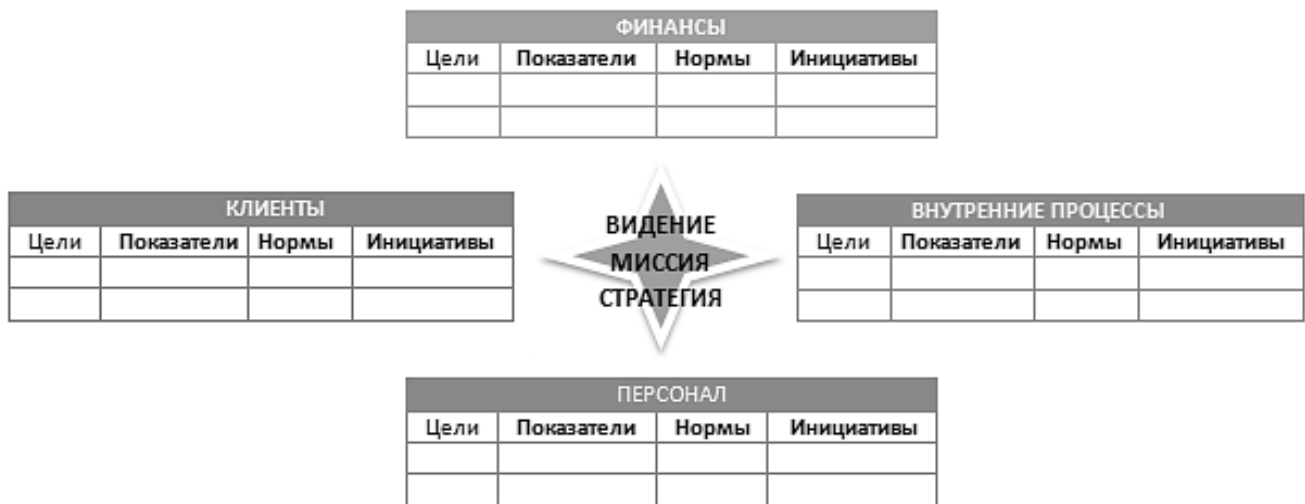 ФИНАНСЫ
Цели Показатели Нормы Инициативы
КЛИЕНТЫ
Цели Показатели Нормы Инициативы
ВИДЕНИЕ
МИССИЯ
СТРАТЕГИЯ
ВНУТРЕННИЕ ПРОЦЕССЫ
Цели Показатели Нормы Инициативы
ПЕРСОНАЛ
Цели Показатели Нормы Инициативы